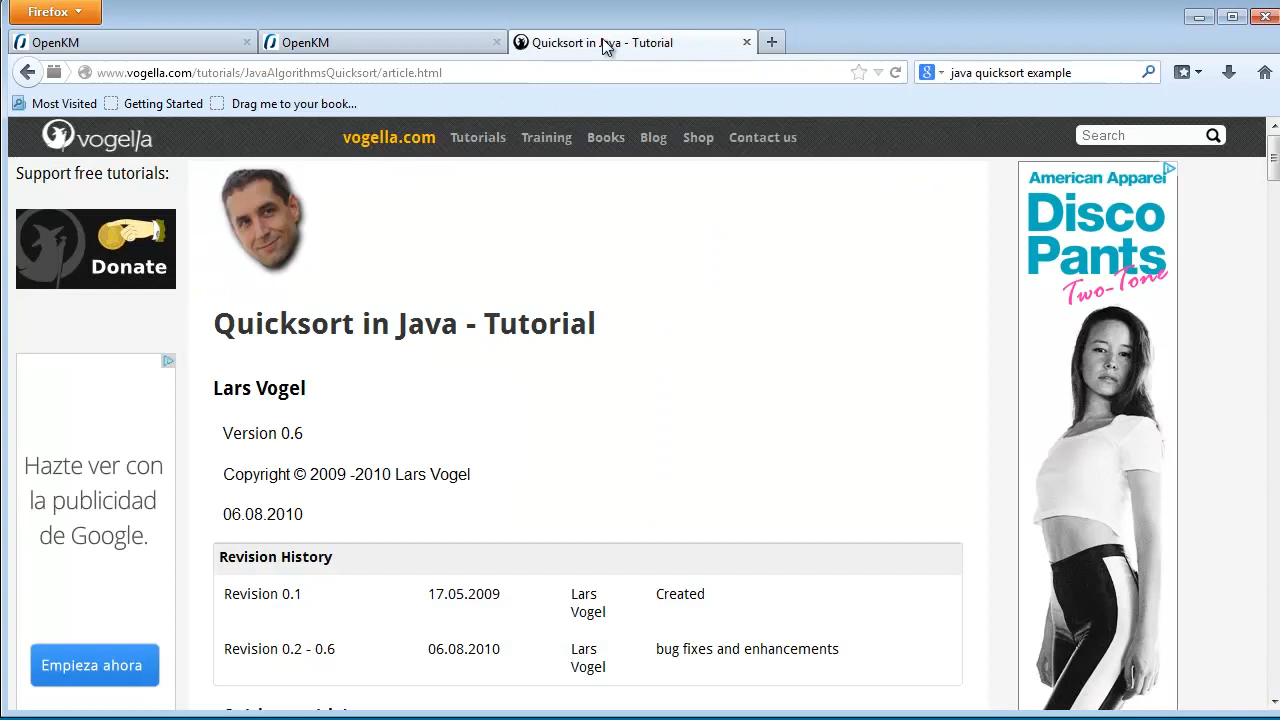 Firefox
OpenKM
OpenKM
Quicksort in Java - Tutorial
www.vogella.com/tutorials/JavaAlgorithmsQuicksort/article.html
java quicksort example
Most Visited
Getting Started
Drag me to your book...
vogella
vogella.com
Tutorials
Training
Books
Blog
Shop
Contact us
Search
Support free tutorials:
Donate
Hazte ver con
la publicidad
de Google.
Empieza ahora
Quicksort in Java - Tutorial
Lars Vogel
Version 0.6
Copyright © 2009 -2010 Lars Vogel
06.08.2010
Revision History
Revision 0.1 17.05.2009 Lars Vogel Created
Revision 0.2 - 0.6 06.08.2010 Lars Vogel bug fixes and enhancements
American Apparel
Disco
Pants
Two-Tone